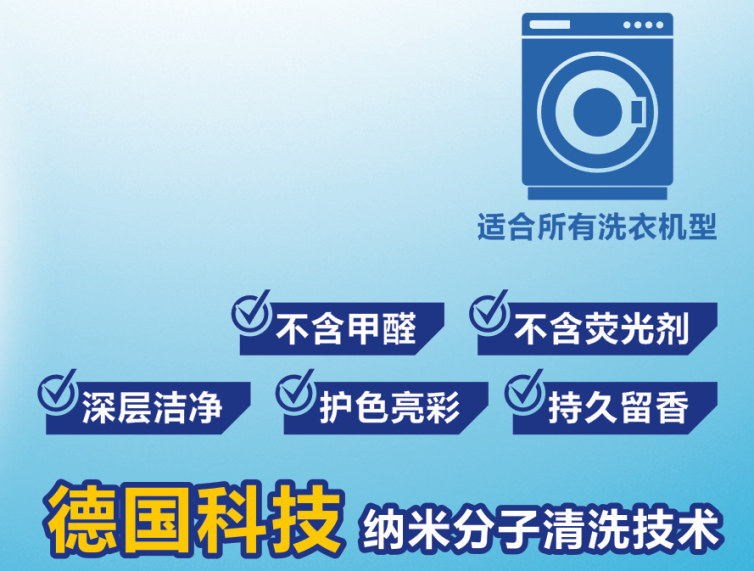 适合所有洗衣机型
不含甲醛 不含荧光剂
深层洁净 护色亮彩 持久留香
德国科技 纳米分子清洗技术